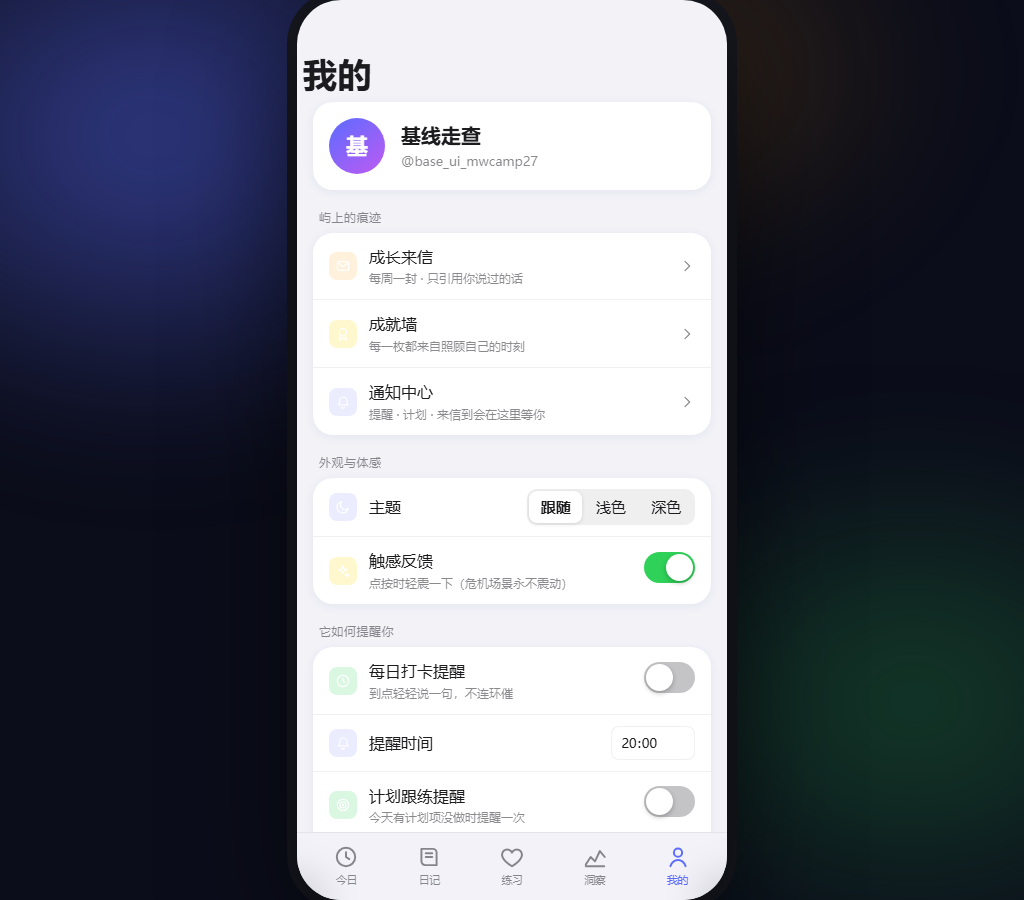 我的
基
基线走查
@base_ui_mwcamp27
屿上的痕迹
成长来信
每周一封 · 只引用你说过的话
成就墙
每一枚都来自照顾自己的时刻
通知中心
提醒 · 计划 · 来信到会在这里等你
外观与体感
主题
跟随 浅色 深色
触感反馈
点按时轻震一下（危机场景永不震动）
它如何提醒你
每日打卡提醒
到点轻轻说一句，不连环催
提醒时间
20:00
计划跟练提醒
今天有计划项没做时提醒一次
今日 日记 练习 洞察 我的